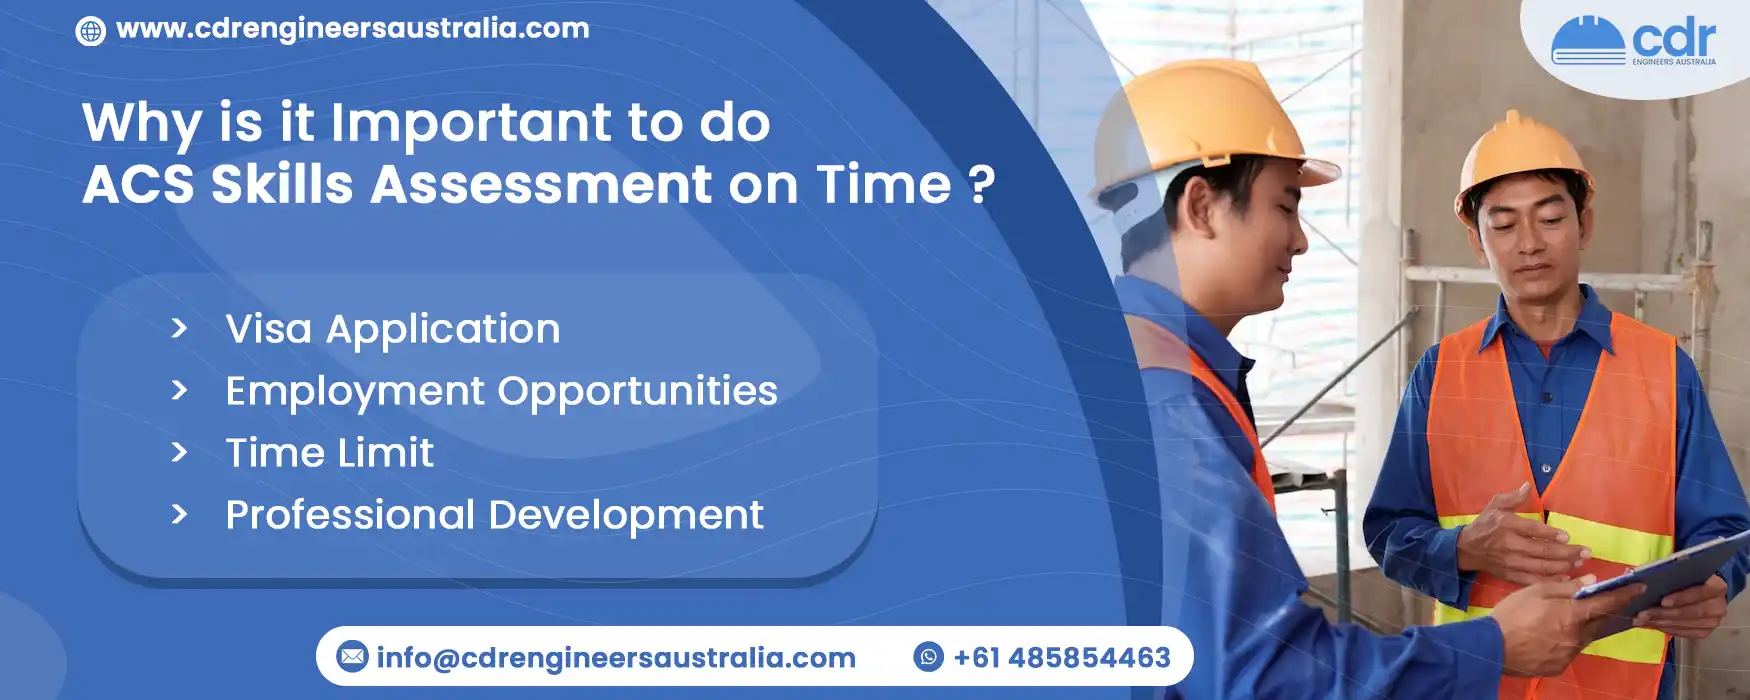 www.cdrengineersaustralia.com
cdr
ENGINEERS AUSTRALIA
Why is it Important to do
ACS Skills Assessment on Time ?
> Visa Application
> Employment Opportunities
> Time Limit
> Professional Development
info@cdrengineersaustralia.com
+61 485854463